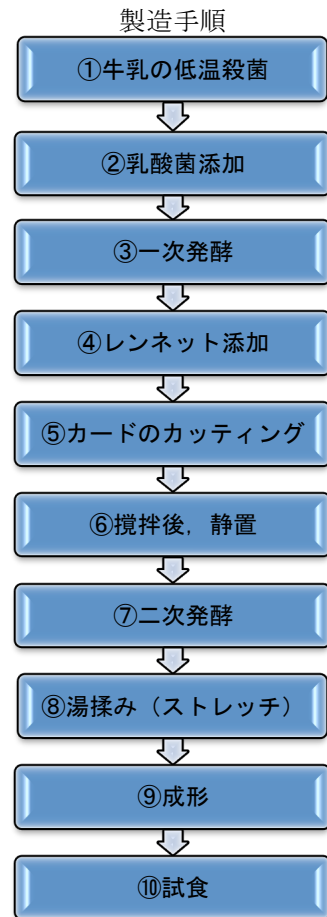 製造手順
①牛乳の低温殺菌
②乳酸菌添加
③一次発酵
④レンネット添加
⑤カードのカッティング
⑥撹拌後，静置
⑦二次発酵
⑧湯揉み（ストレッチ）
⑨成形
⑩試食